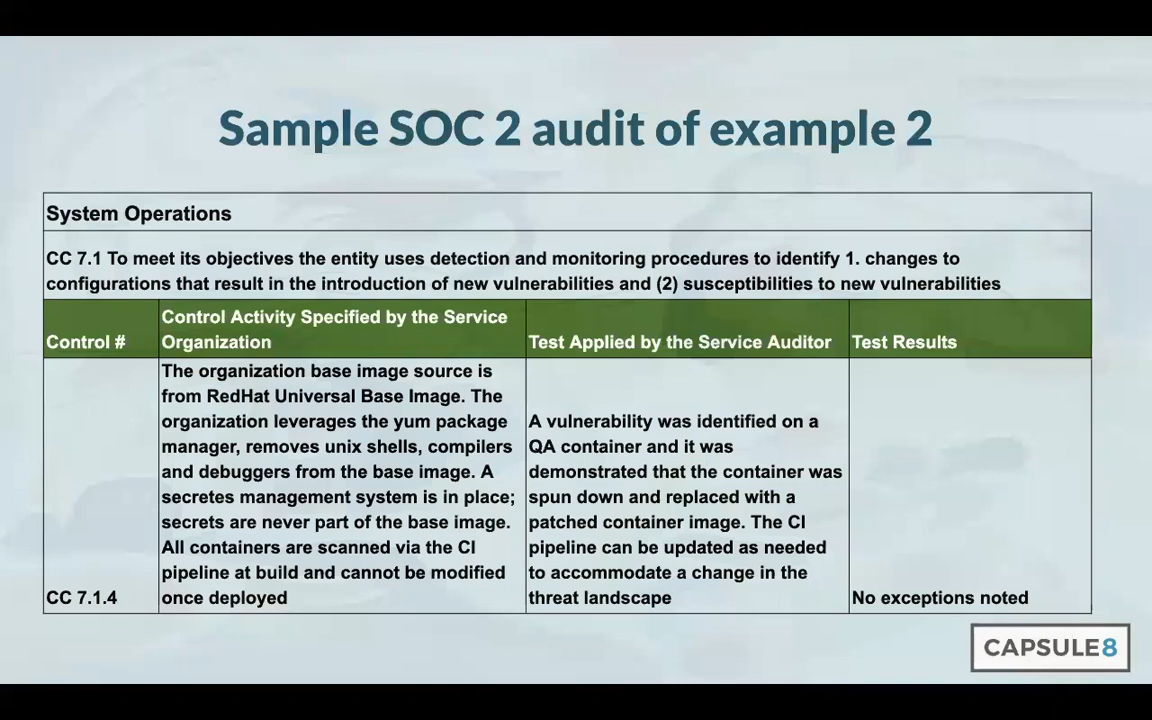 Sample SOC 2 audit of example 2
System Operations
CC 7.1 To meet its objectives the entity uses detection and monitoring procedures to identify 1. changes to
configurations that result in the introduction of new vulnerabilities and (2) susceptibilities to new vulnerabilities
Control #
Control Activity Specified by the Service
Organization
Test Applied by the Service Auditor
Test Results
CC 7.1.4
The organization base image source is
from RedHat Universal Base Image. The
organization leverages the yum package
manager, removes unix shells, compilers
and debuggers from the base image. A
secretes management system is in place;
secrets are never part of the base image.
All containers are scanned via the CI
pipeline at build and cannot be modified
once deployed
A vulnerability was identified on a
QA container and it was
demonstrated that the container was
spun down and replaced with a
patched container image. The CI
pipeline can be updated as needed
to accommodate a change in the
threat landscape
No exceptions noted
CAPSULE8